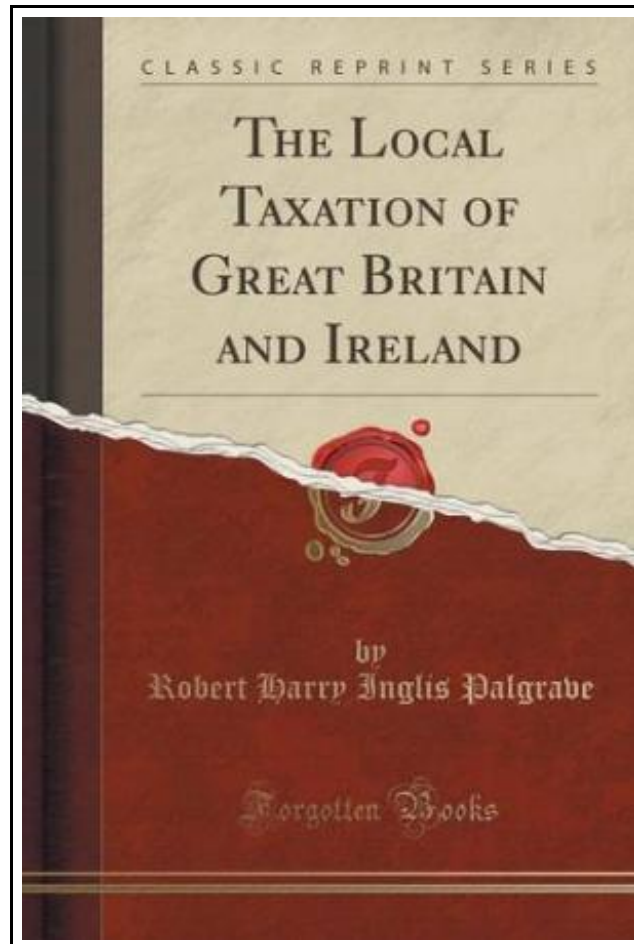 CLASSIC REPRINT SERIES
THE LOCAL
TAXATION OF
GREAT BRITAIN
AND IRELAND
by
Robert Harry Inglis Palgrave
Forgotten Books